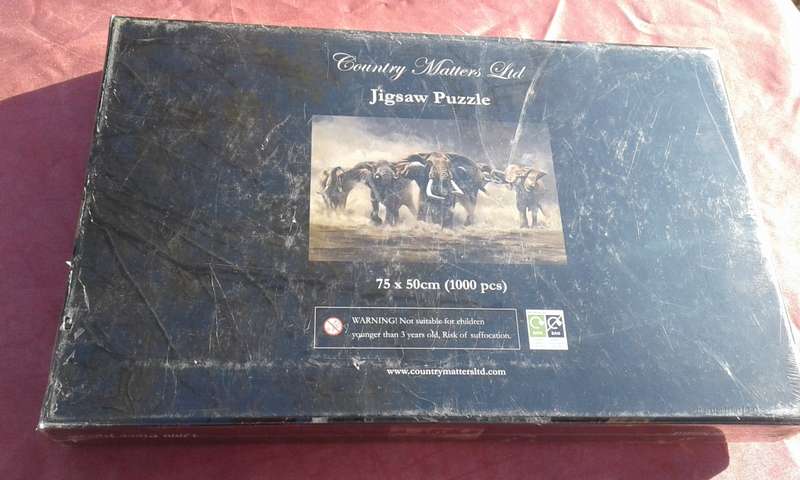 Country Matters Ltd
Jigsaw Puzzle
75 x 50cm (1000 pcs)
WARNING! Not suitable for children
younger than 3 years old, Risk of suffocation.
www.countrymattersltd.com